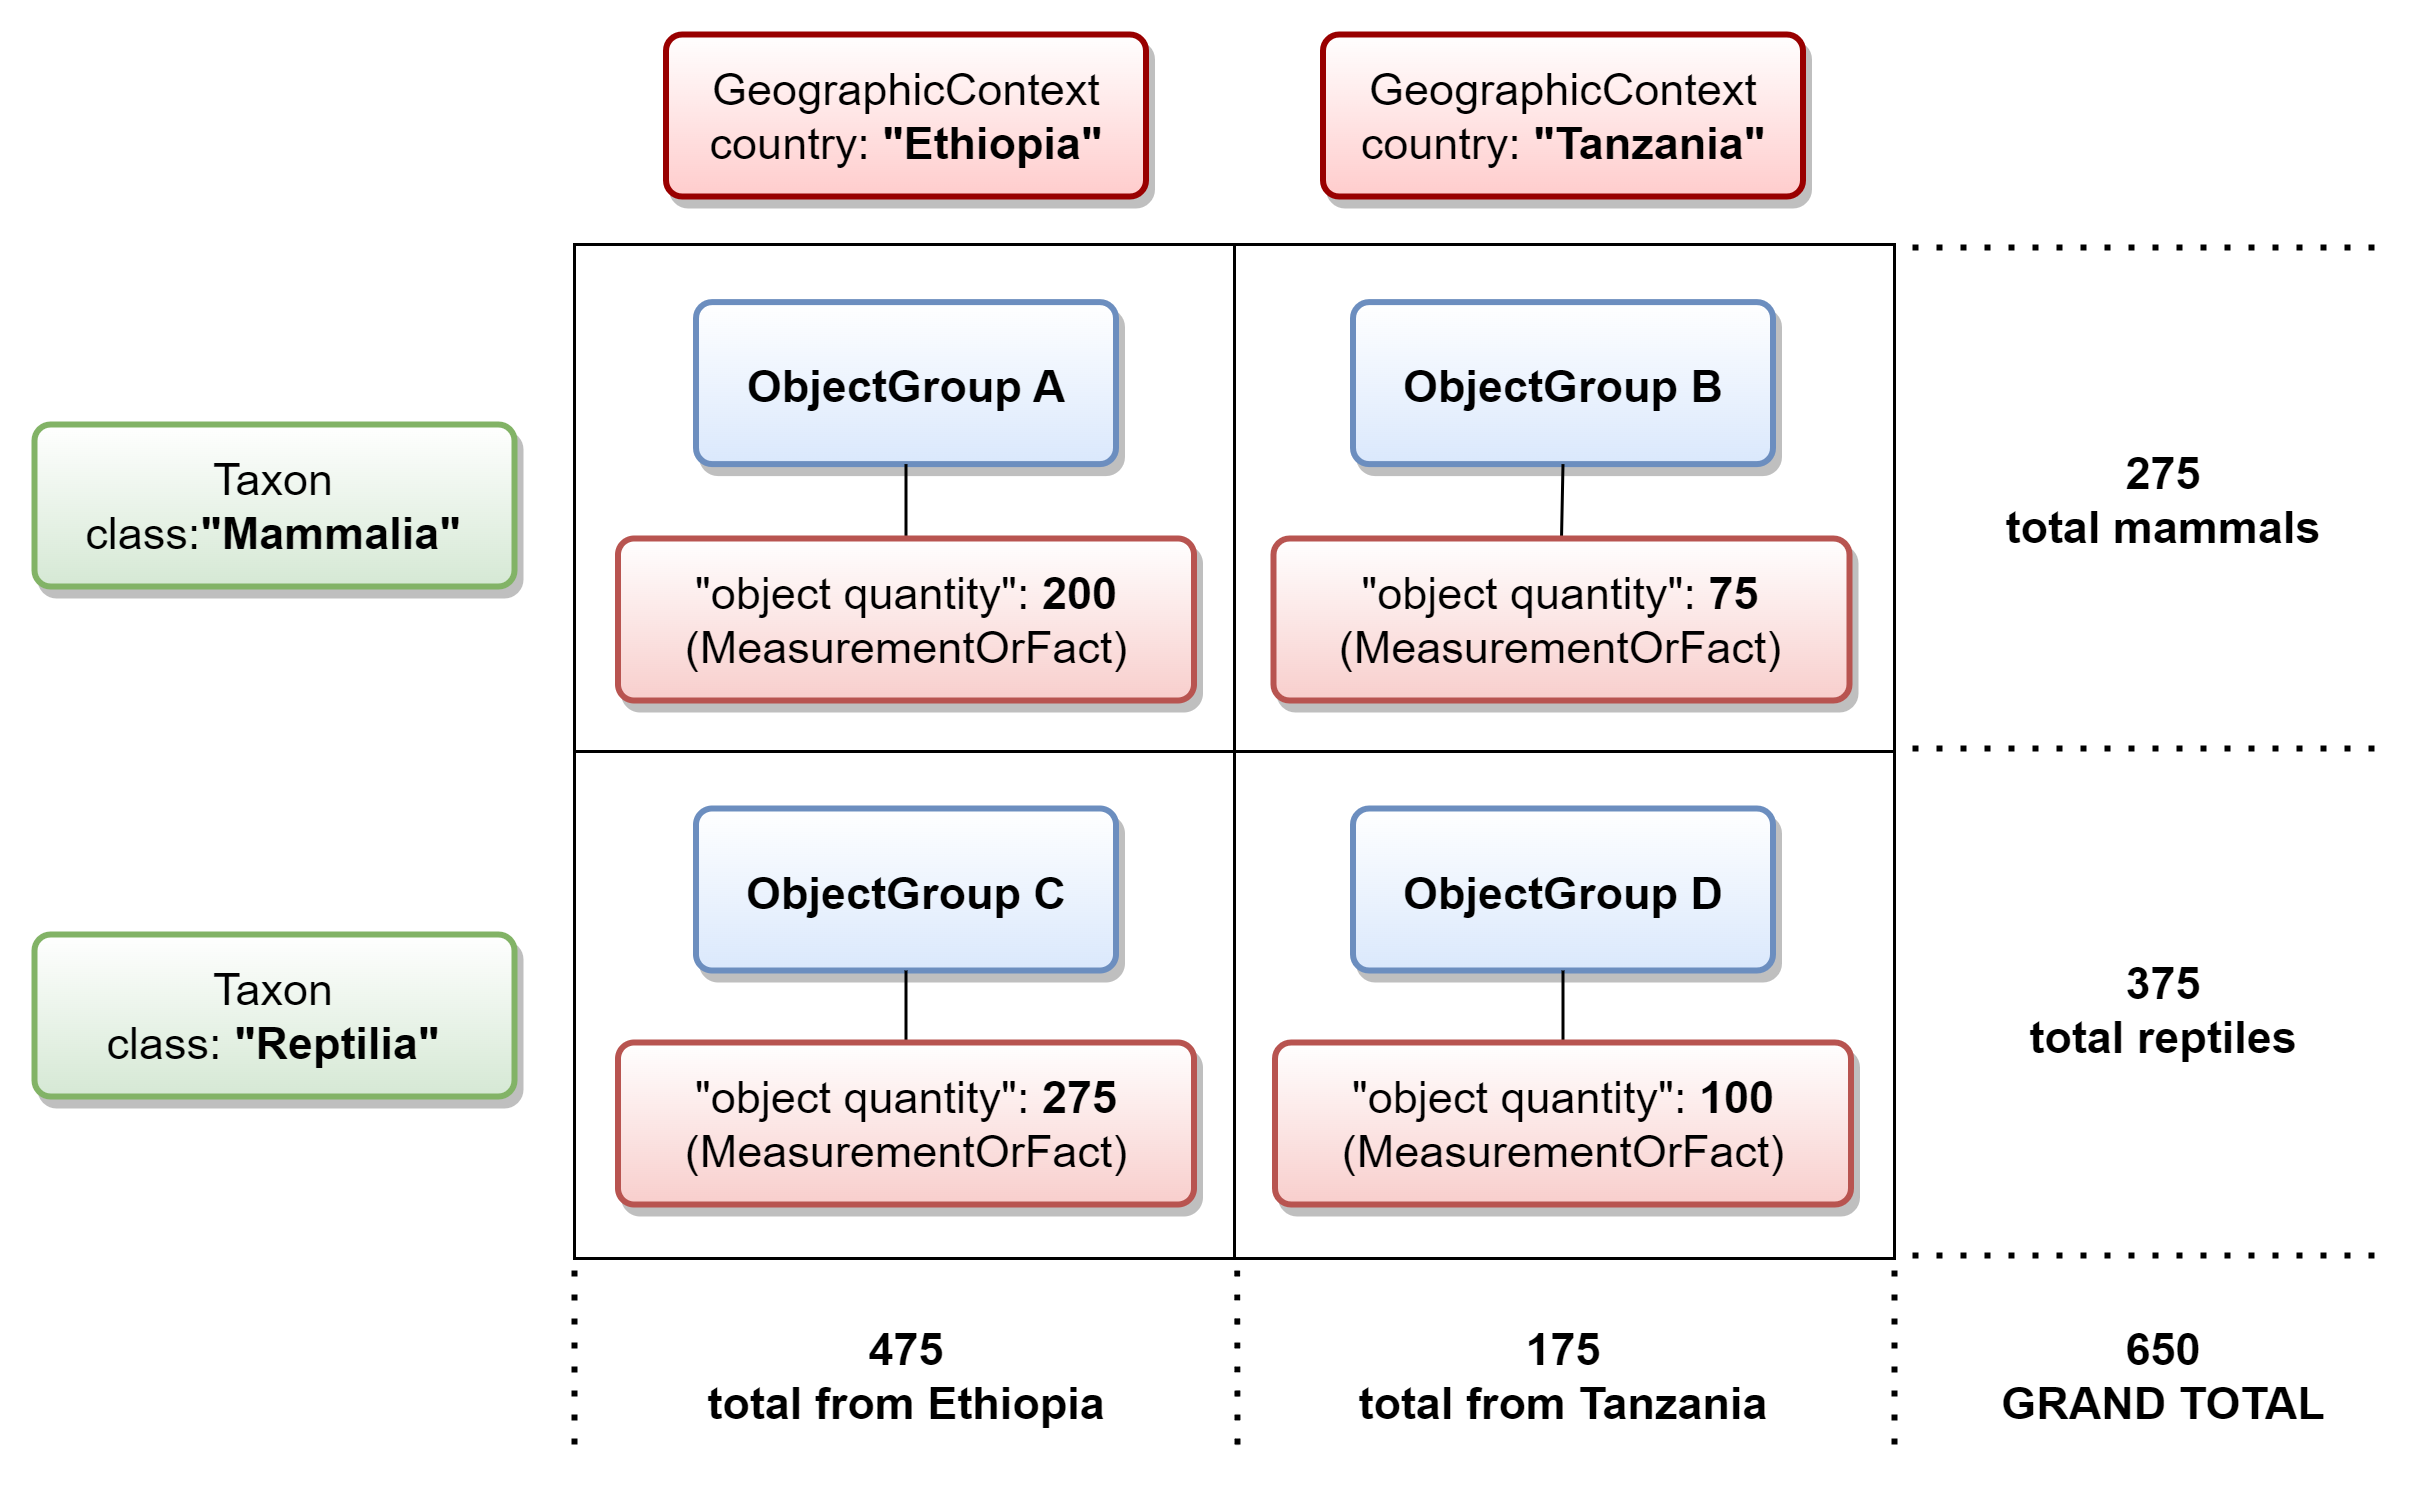 GeographicContext
country: "Ethiopia"
GeographicContext
country: "Tanzania"
Taxon
class:"Mammalia"
ObjectGroup A
"object quantity": 200
(MeasurementOrFact)
ObjectGroup B
"object quantity": 75
(MeasurementOrFact)
275
total mammals
Taxon
class: "Reptilia"
ObjectGroup C
"object quantity": 275
(MeasurementOrFact)
ObjectGroup D
"object quantity": 100
(MeasurementOrFact)
375
total reptiles
475
total from Ethiopia
175
total from Tanzania
650
GRAND TOTAL